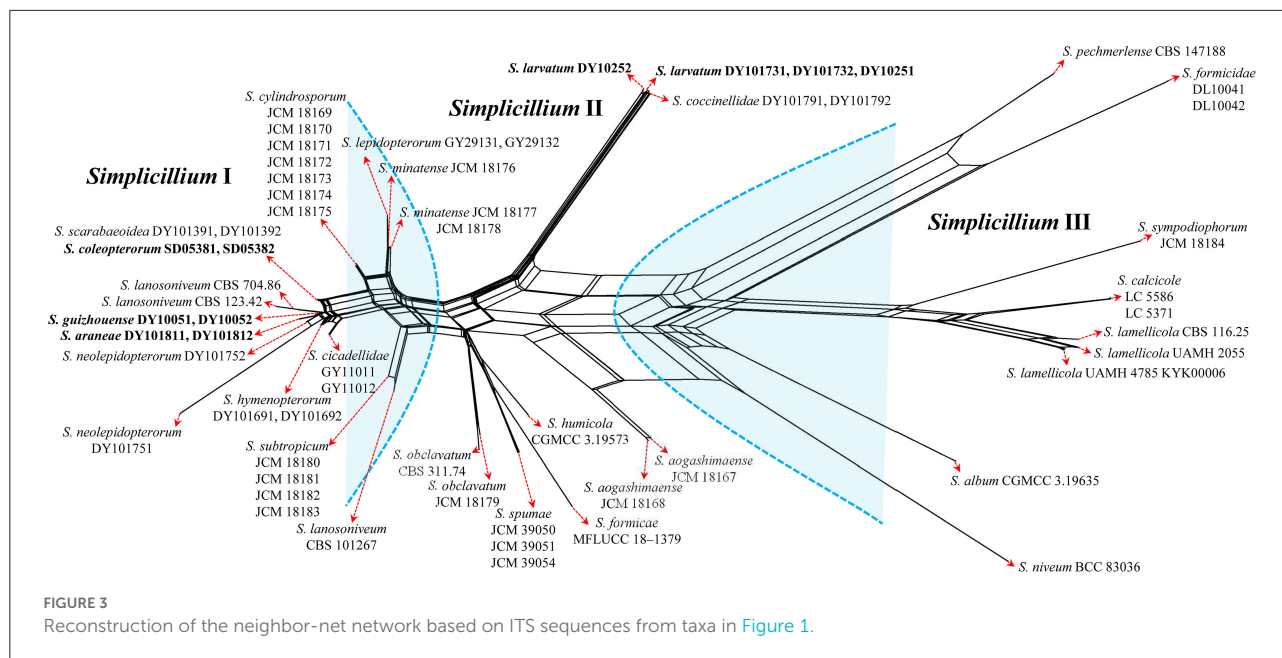 S. pechmerlense CBS 147188
S. larvatum DY10252
S. larvatum DY101731, DY101732, DY10251
S. formicidae
DL10041
DL10042
S. cylindrosporum
JCM 18169
JCM 18170
JCM 18171
JCM 18172
JCM 18173
JCM 18174
JCM 18175
Simplicillium II
S. coccinellidae DY101791, DY101792
S. lepidopterorum GY29131, GY29132
S. minatense JCM 18176
Simplicillium I
S. minatense JCM 18177
JCM 18178
Simplicillium III
S. scarabaeoidea DY101391, DY101392
S. coleopterorum SD05381, SD05382
S. sympodiophorum
JCM 18184
S. lanosoniveum CBS 704.86
S. lanosoniveum CBS 123.42
S. calcicole
LC 5586
LC 5371
S. guizhouense DY10051, DY10052
S. araneae DY101811, DY101812
S. lamellicola CBS 116.25
S. neolepidopterorum DY101752
S. lamellicola UAMH 2055
S. cicadellidae
GY11011
GY11012
S. lamellicola UAMH 4785 KYK00006
S. hymenopterorum
DY101691, DY101692
S. humicola
CGMCC 3.19573
S. neolepidopterorum
DY101751
S. subtropicum
JCM 18180
JCM 18181
JCM 18182
JCM 18183
S. obclavatum
CBS 311.74
S. aogashimaense
JCM 18167
S. obclavatum
JCM 18179
S. aogashimaense
JCM 18168
S. album CGMCC 3.19635
S. lanosoniveum
CBS 101267
S. spumae
JCM 39050
JCM 39051
JCM 39054
S. formicae
MFLUCC 18–1379
S. niveum BCC 83036
FIGURE 3
Reconstruction of the neighbor-net network based on ITS sequences from taxa in Figure 1.